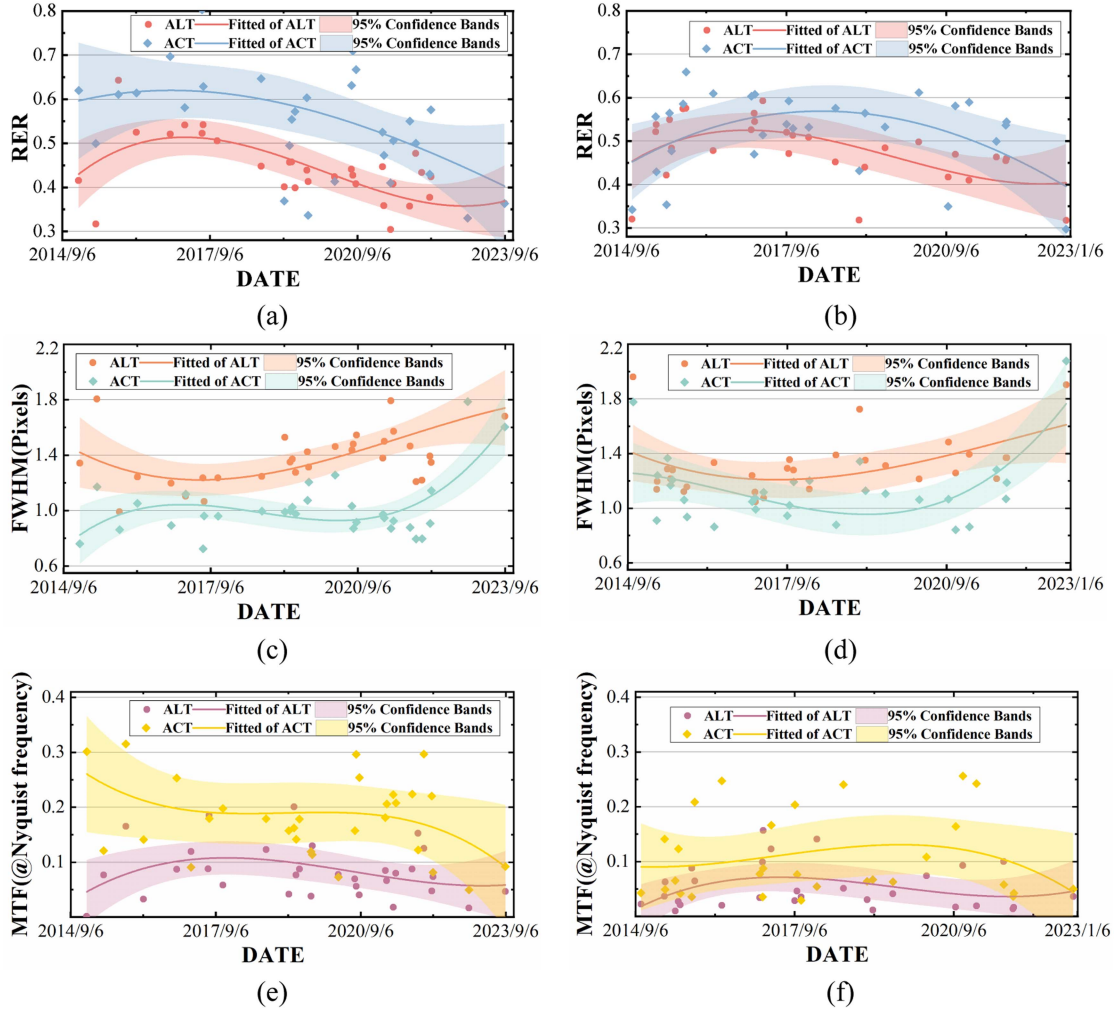 0.8
ALT Fitted of ALT 95% Confidence Bands
ACT Fitted of ACT 95% Confidence Bands
0.7
0.6
0.5
0.4
0.3
RER
2014/9/6 2017/9/6 2020/9/6 2023/9/6
DATE
(a)
0.8
ALT Fitted of ALT 95% Confidence Bands
ACT Fitted of ACT 95% Confidence Bands
0.7
0.6
0.5
0.4
0.3
RER
2014/9/6 2017/9/6 2020/9/6 2023/1/6
DATE
(b)
2.2
ALT Fitted of ALT 95% Confidence Bands
ACT Fitted of ACT 95% Confidence Bands
1.8
1.4
1.0
0.6
FWHM(Pixels)
2014/9/6 2017/9/6 2020/9/6 2023/9/6
DATE
(c)
2.2
ALT Fitted of ALT 95% Confidence Bands
ACT Fitted of ACT 95% Confidence Bands
1.8
1.4
1.0
0.6
FWHM(Pixels)
2014/9/6 2017/9/6 2020/9/6 2023/1/6
DATE
(d)
0.4
ALT Fitted of ALT 95% Confidence Bands
ACT Fitted of ACT 95% Confidence Bands
0.3
0.2
0.1
0
MTF(@Nyquist frequency)
2014/9/6 2017/9/6 2020/9/6 2023/9/6
DATE
(e)
0.4
ALT Fitted of ALT 95% Confidence Bands
ACT Fitted of ACT 95% Confidence Bands
0.3
0.2
0.1
0
MTF(@Nyquist frequency)
2014/9/6 2017/9/6 2020/9/6 2023/1/6
DATE
(f)